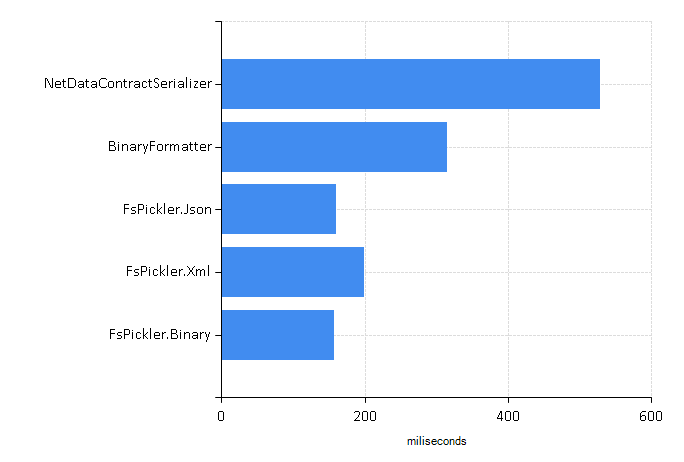 NetDataContractSerializer
BinaryFormatter
FsPickler.Json
FsPickler.Xml
FsPickler.Binary
0 200 400 600
miliseconds